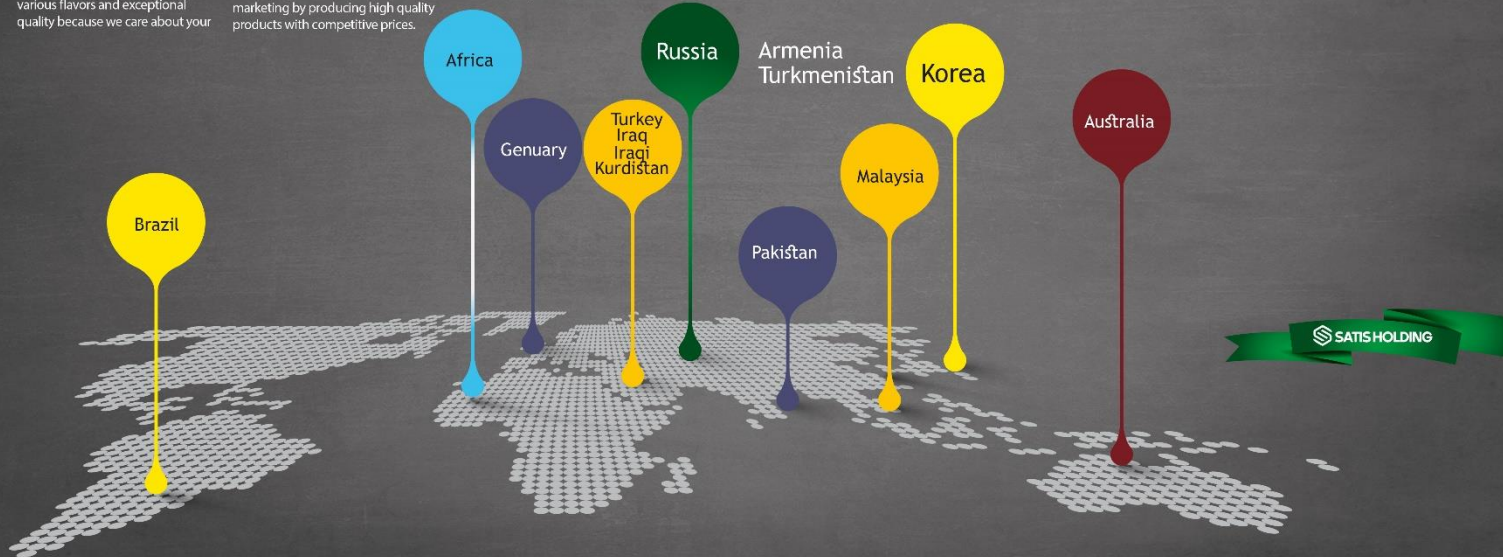 various flavors and exceptional
quality because we care about your
marketing by producing high quality
products with competitive prices.
Africa
Russia
Armenia
Turkmenistan
Korea
Genuary
Turkey
Iraq
Iraqi
Kurdistan
Australia
Malaysia
Brazil
Pakistan
SATIS HOLDING